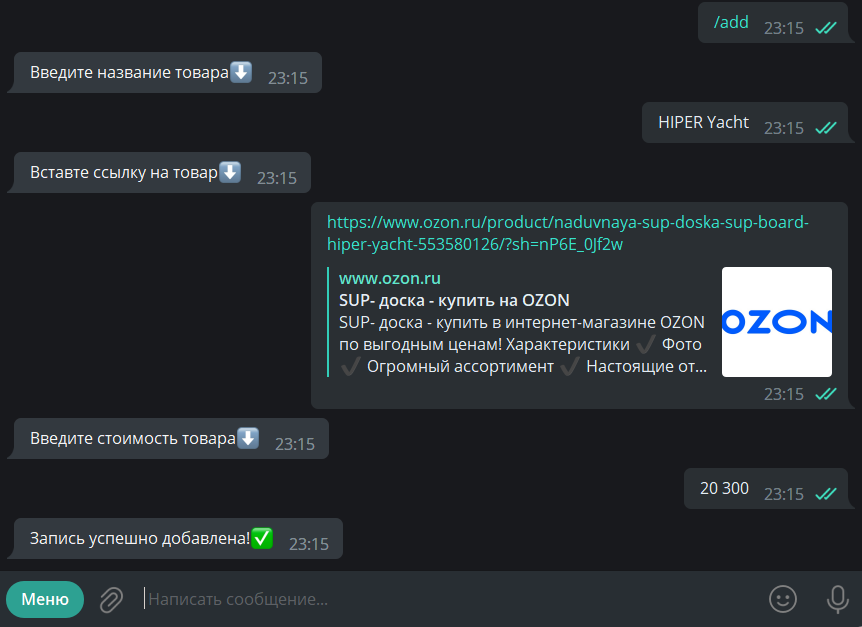 /add 23:15
Введите название товара⬇️ 23:15
HIPER Yacht 23:15
Вставте ссылку на товар⬇️ 23:15
https://www.ozon.ru/product/naduvnaya-sup-doska-sup-board-
hiper-yacht-553580126/?sh=nP6E_0Jf2w
www.ozon.ru
SUP- доска - купить на OZON
SUP- доска - купить в интернет-магазине OZON
по выгодным ценам! Характеристики ✔️ Фото
✔️ Огромный ассортимент ✔️ Настоящие от...
OZON
23:15
Введите стоимость товара⬇️ 23:15
20 300 23:15
Запись успешно добавлена!✅ 23:15
Меню Написать сообщение...